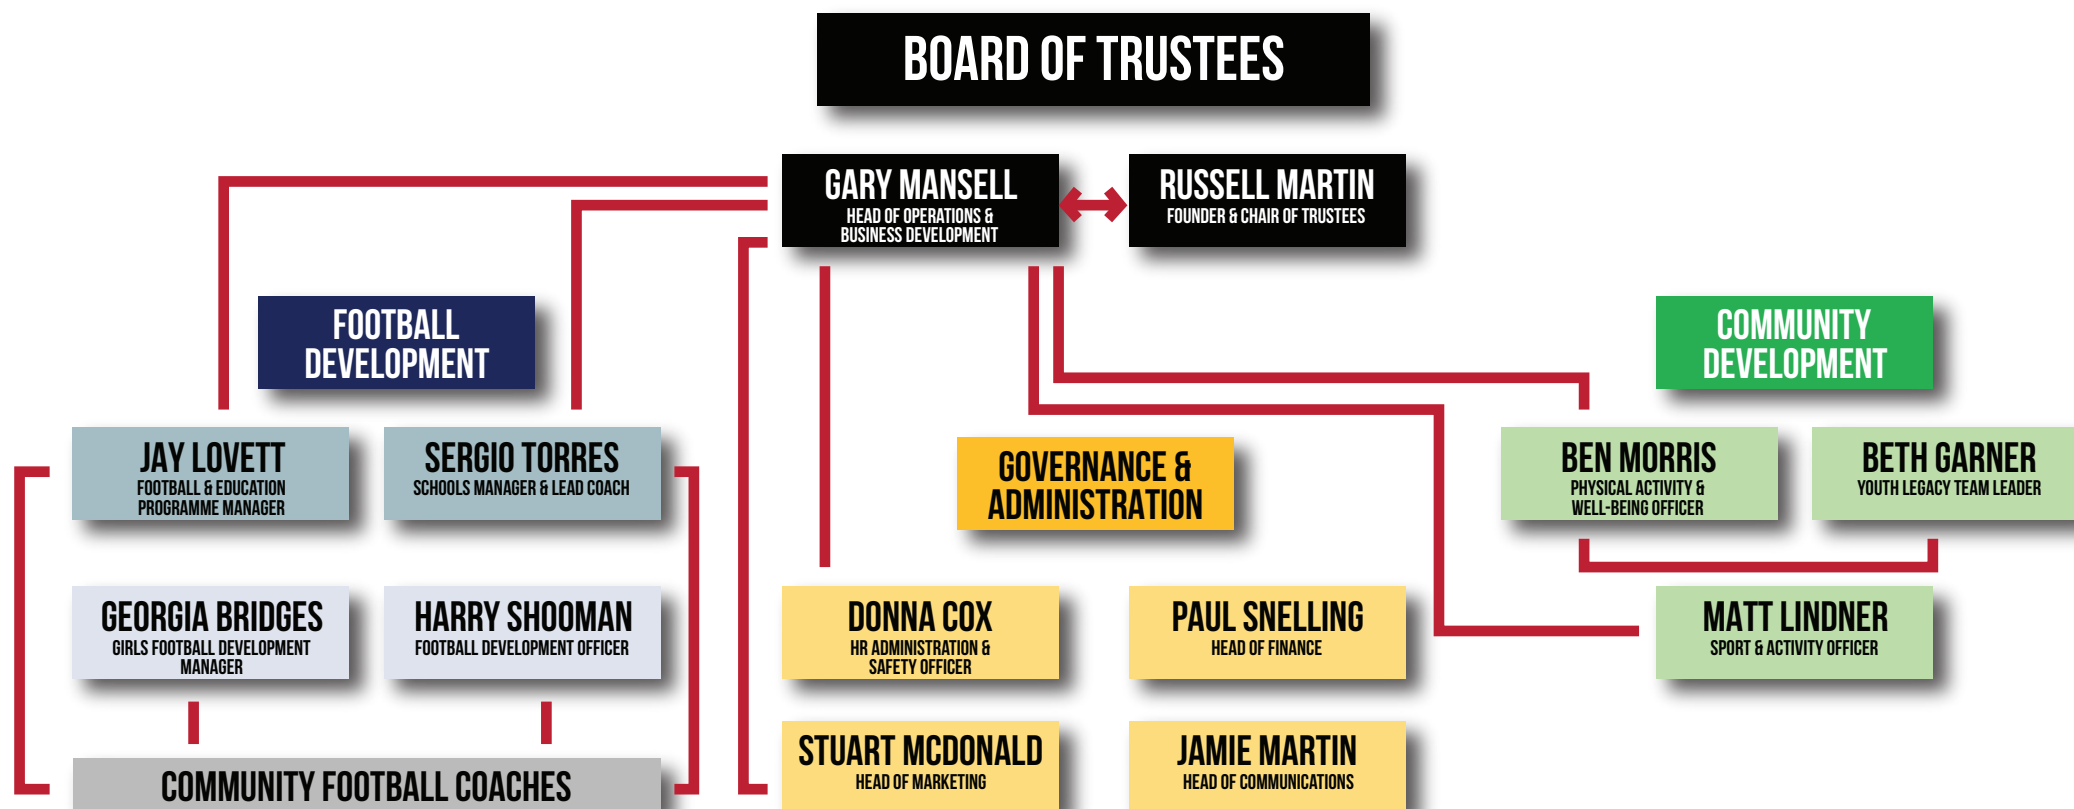 BOARD OF TRUSTEES
GARY MANSELL
HEAD OF OPERATIONS &
BUSINESS DEVELOPMENT
RUSSELL MARTIN
FOUNDER & CHAIR OF TRUSTEES
FOOTBALL
DEVELOPMENT
COMMUNITY
DEVELOPMENT
JAY LOVETT
FOOTBALL & EDUCATION
PROGRAMME MANAGER
SERGIO TORRES
SCHOOLS MANAGER & LEAD COACH
GOVERNANCE &
ADMINISTRATION
BEN MORRIS
PHYSICAL ACTIVITY &
WELL-BEING OFFICER
BETH GARNER
YOUTH LEGACY TEAM LEADER
GEORGIA BRIDGES
GIRLS FOOTBALL DEVELOPMENT
MANAGER
HARRY SHOOMAN
FOOTBALL DEVELOPMENT OFFICER
DONNA COX
HR ADMINISTRATION &
SAFETY OFFICER
PAUL SNELLING
HEAD OF FINANCE
MATT LINDNER
SPORT & ACTIVITY OFFICER
STUART MCDONALD
HEAD OF MARKETING
JAMIE MARTIN
HEAD OF COMMUNICATIONS
COMMUNITY FOOTBALL COACHES